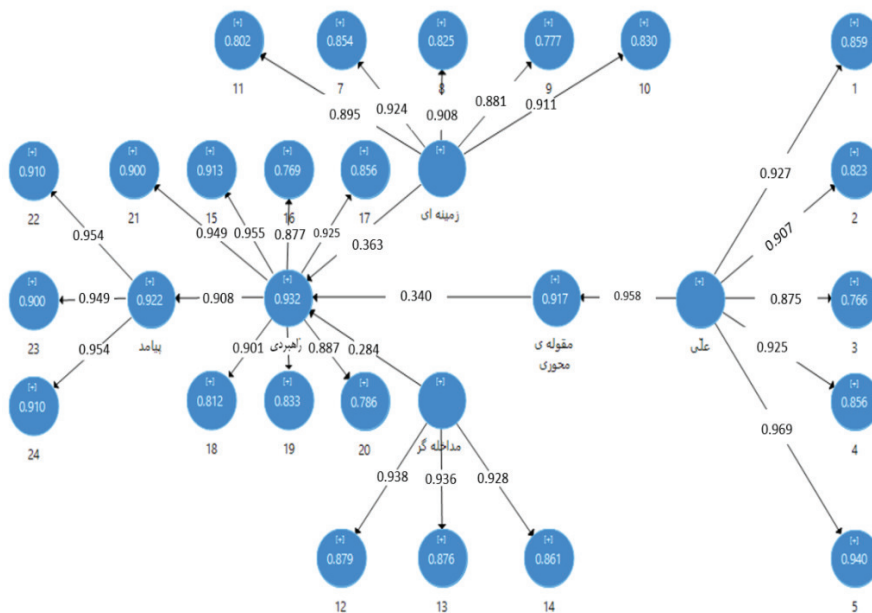 [+] [+] [+] [+] [+] [+]
0.802 0.854 0.825 0.777 0.830 0.859
11 7 8 9 10 1
0.895 0.924 0.908 0.881 0.911
0.927
[+] [+] [+] [+] [+] [+] [+]
0.910 0.900 0.913 0.769 0.856 0.823
22 21 15 16 17 زمینه ای 2
0.954 0.949 0.955 0.877 0.925 0.363 0.907
[+] [+] [+] [+] [+] [+]
0.900 0.949 0.922 0.908 0.932 0.340 0.917 0.958 0.875 0.766
23 پیامد راهبردی مقوله ی علّی 3
محوری
0.954 0.901 0.887 0.284 0.925
[+] [+] [+] [+] [+] [+]
0.910 0.812 0.833 0.786 0.856
24 18 19 20 مداخله گر 4
0.969
0.938 0.936 0.928
[+] [+] [+] [+]
0.879 0.876 0.861 0.940
12 13 14 5